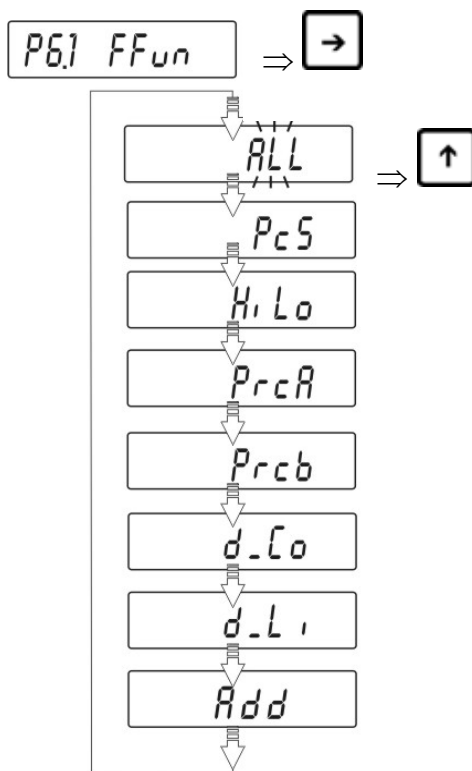 P6.1 FFun
ALL
PcS
HiLo
PrcA
Prcb
d_Co
d_Li
Add